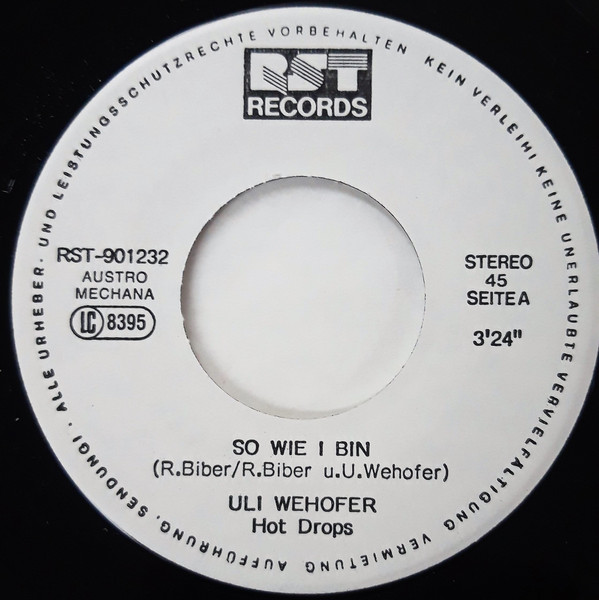 ALLE URHEBER- UND LEISTUNGSSCHUTZRECHTE VORBEHALTEN KEIN VERLEIH! KEINE UNERLAUBTE VERVIELFÄLTIGUNG VERMIETUNG AUFFÜHRUNG, SENDUNG!
RST
RECORDS
RST-901232
AUSTRO
MECHANA
LC 8395
STEREO
45
SEITE A
3'24"
SO WIE I BIN
(R.Biber/R.Biber u.U.Wehofer)
ULI WEHOFER
Hot Drops